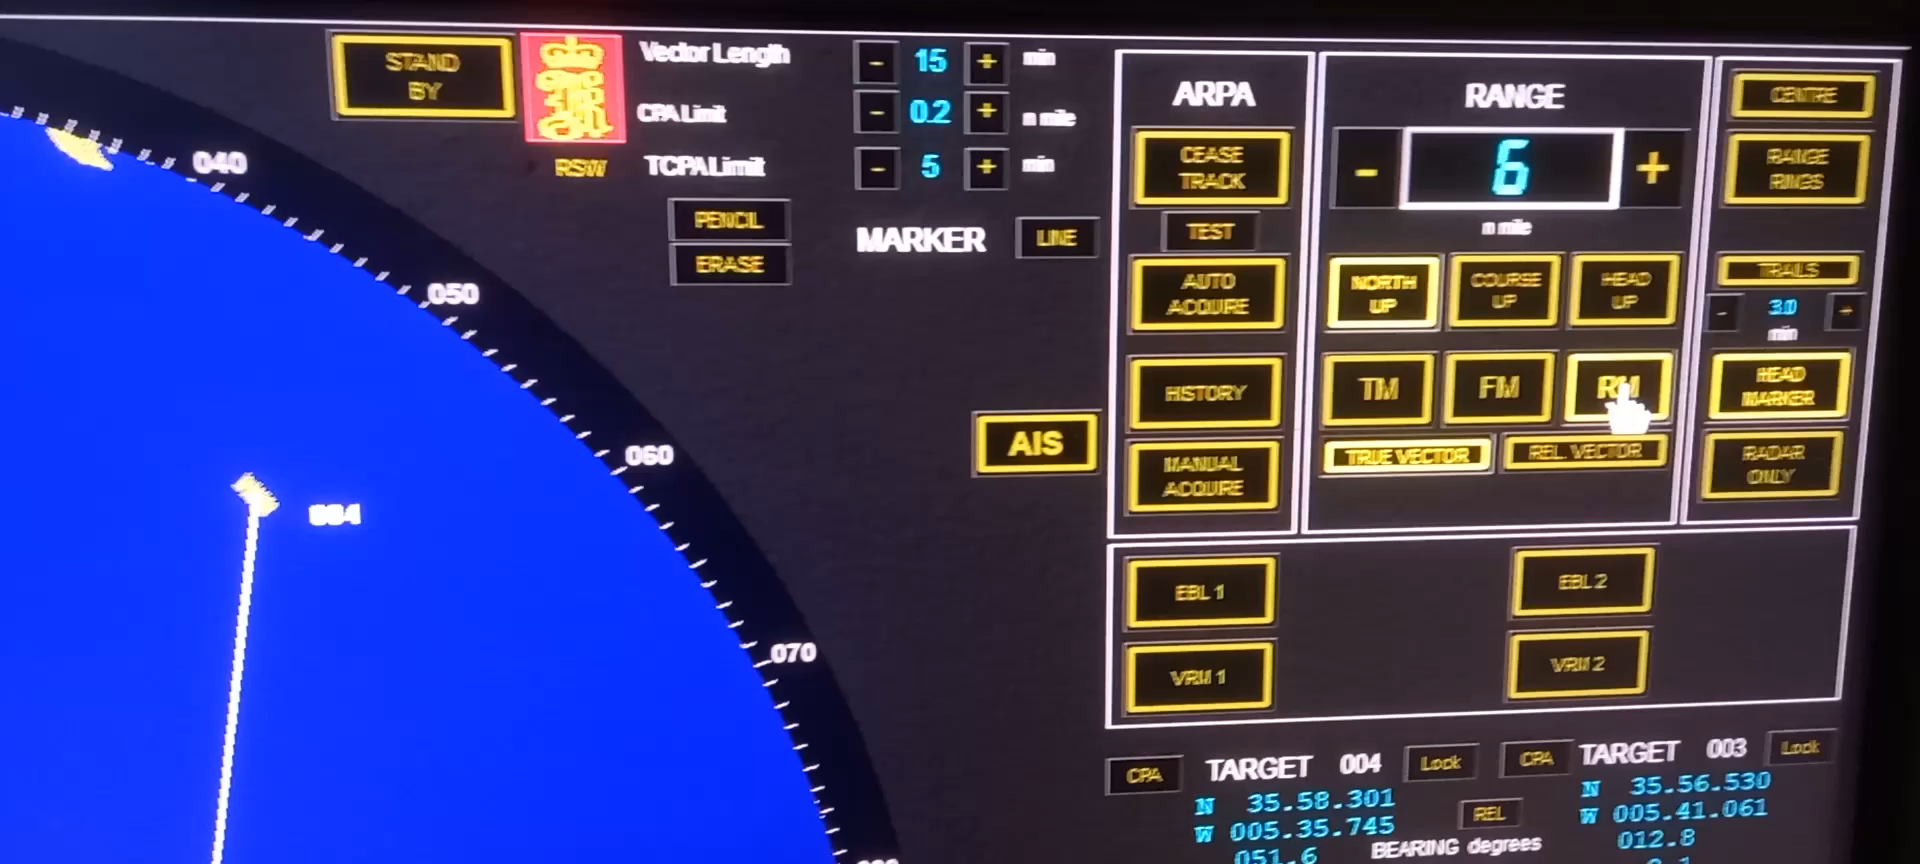 STAND
BY
RSW
Vector Length - 15 + min
CPA Limit - 0.2 + n mile
TCPA Limit - 5 + min
PENCIL
ERASE
MARKER LINE
AIS
040
050
060
070
ARPA
CEASE
TRACK
TEST
AUTO
ACQUIRE
HISTORY
MANUAL
ACQUIRE
RANGE
- 6 +
n mile
NORTH
UP
COURSE
UP
HEAD
UP
TM FM RM
TRUE VECTOR REL. VECTOR
CENTRE
RANGE
RINGS
TRAILS
- 30 +
min
HEAD
MARKER
RADAR
ONLY
EBL 1 EBL 2
VRM 1 VRM 2
CPA TARGET 004 Lock CPA TARGET 003 Lock
N 35.58.301 N 35.56.530
W 005.35.745 REL W 005.41.061
051.6 BEARING degrees 012.8